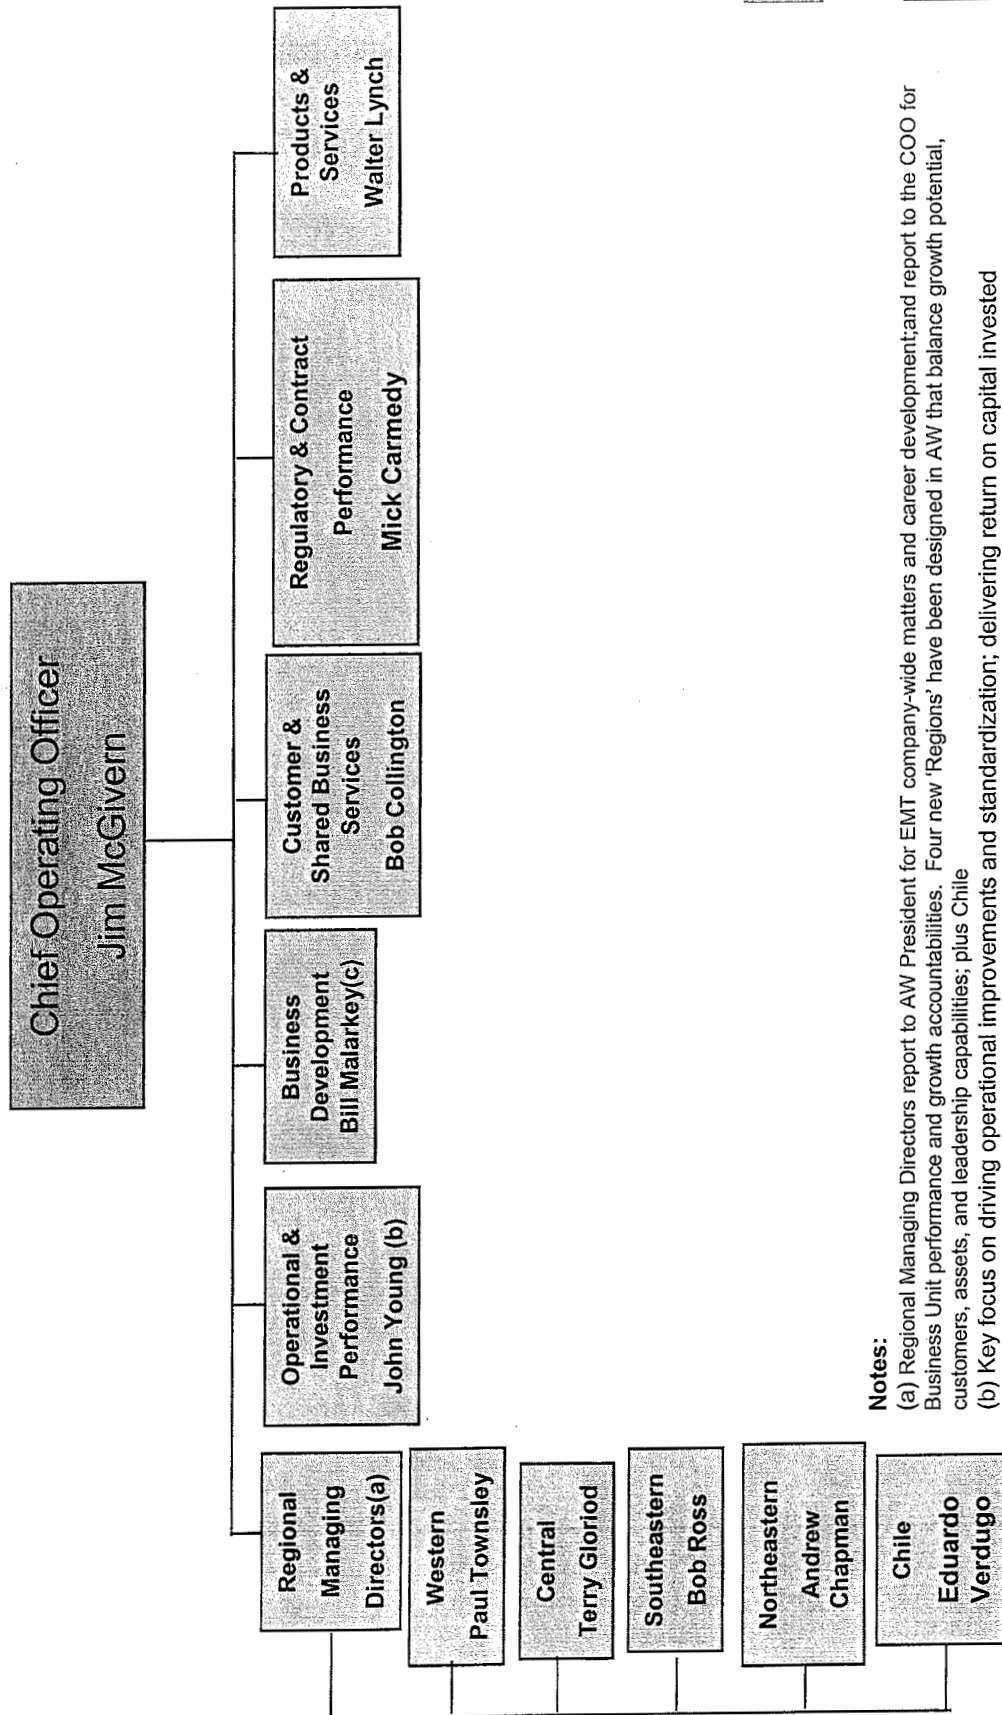 Chief Operating Officer
Jim McGivern
Regional
Managing
Directors(a)
Operational &
Investment
Performance
John Young (b)
Business
Development
Bill Malarkey(c)
Customer &
Shared Business
Services
Bob Collington
Regulatory & Contract
Performance
Mick Carmedy
Products &
Services
Walter Lynch
Western
Paul Townsley
Central
Terry Gloriod
Southeastern
Bob Ross
Northeastern
Andrew
Chapman
Chile
Eduardo
Verdugo
Notes:
(a) Regional Managing Directors report to AW President for EMT company-wide matters and career development;and report to the COO for
Business Unit performance and growth accountabilities.  Four new 'Regions' have been designed in AW that balance growth potential,
customers, assets, and leadership capabilities; plus Chile
(b) Key focus on driving operational improvements and standardization; delivering return on capital invested